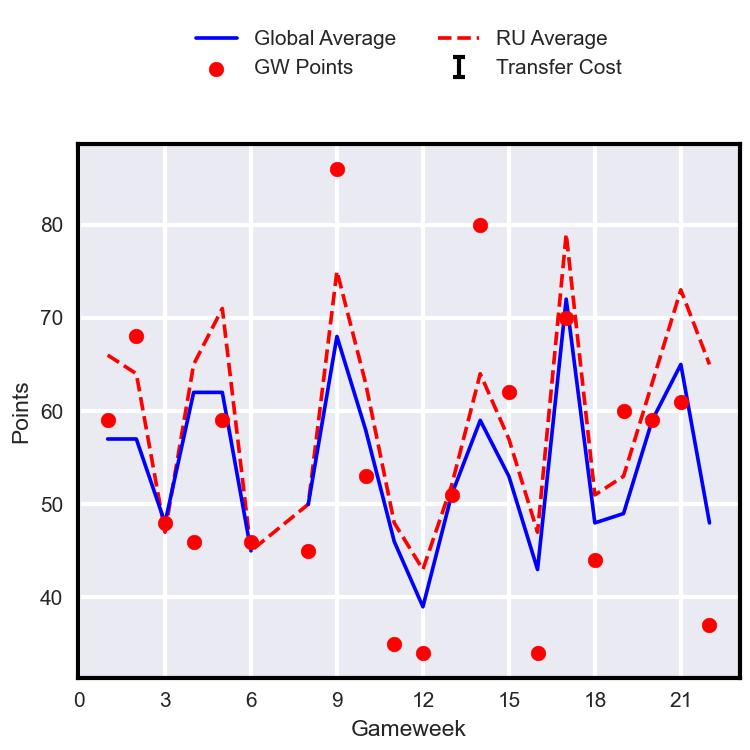 Global Average
RU Average
GW Points
Transfer Cost
80
70
60
50
40
Points
0 3 6 9 12 15 18 21
Gameweek